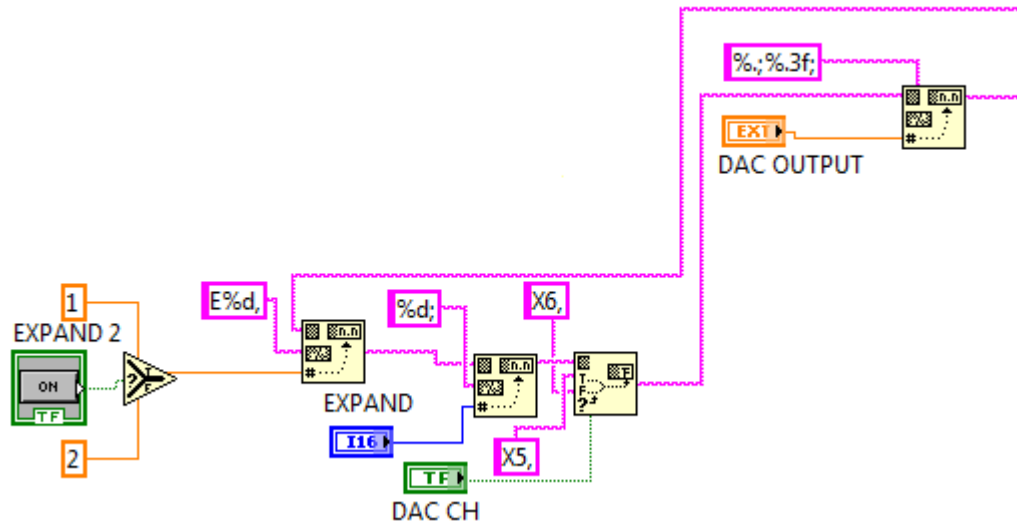 %.;%.3f;
n.n
EXT
#
DAC OUTPUT
1
E%d,
%d;
X6,
EXPAND 2
n.n
#
n.n
#
T
F
?
F
ON
TF
?
T
F
EXPAND
2
I16
X5,
TF
DAC CH